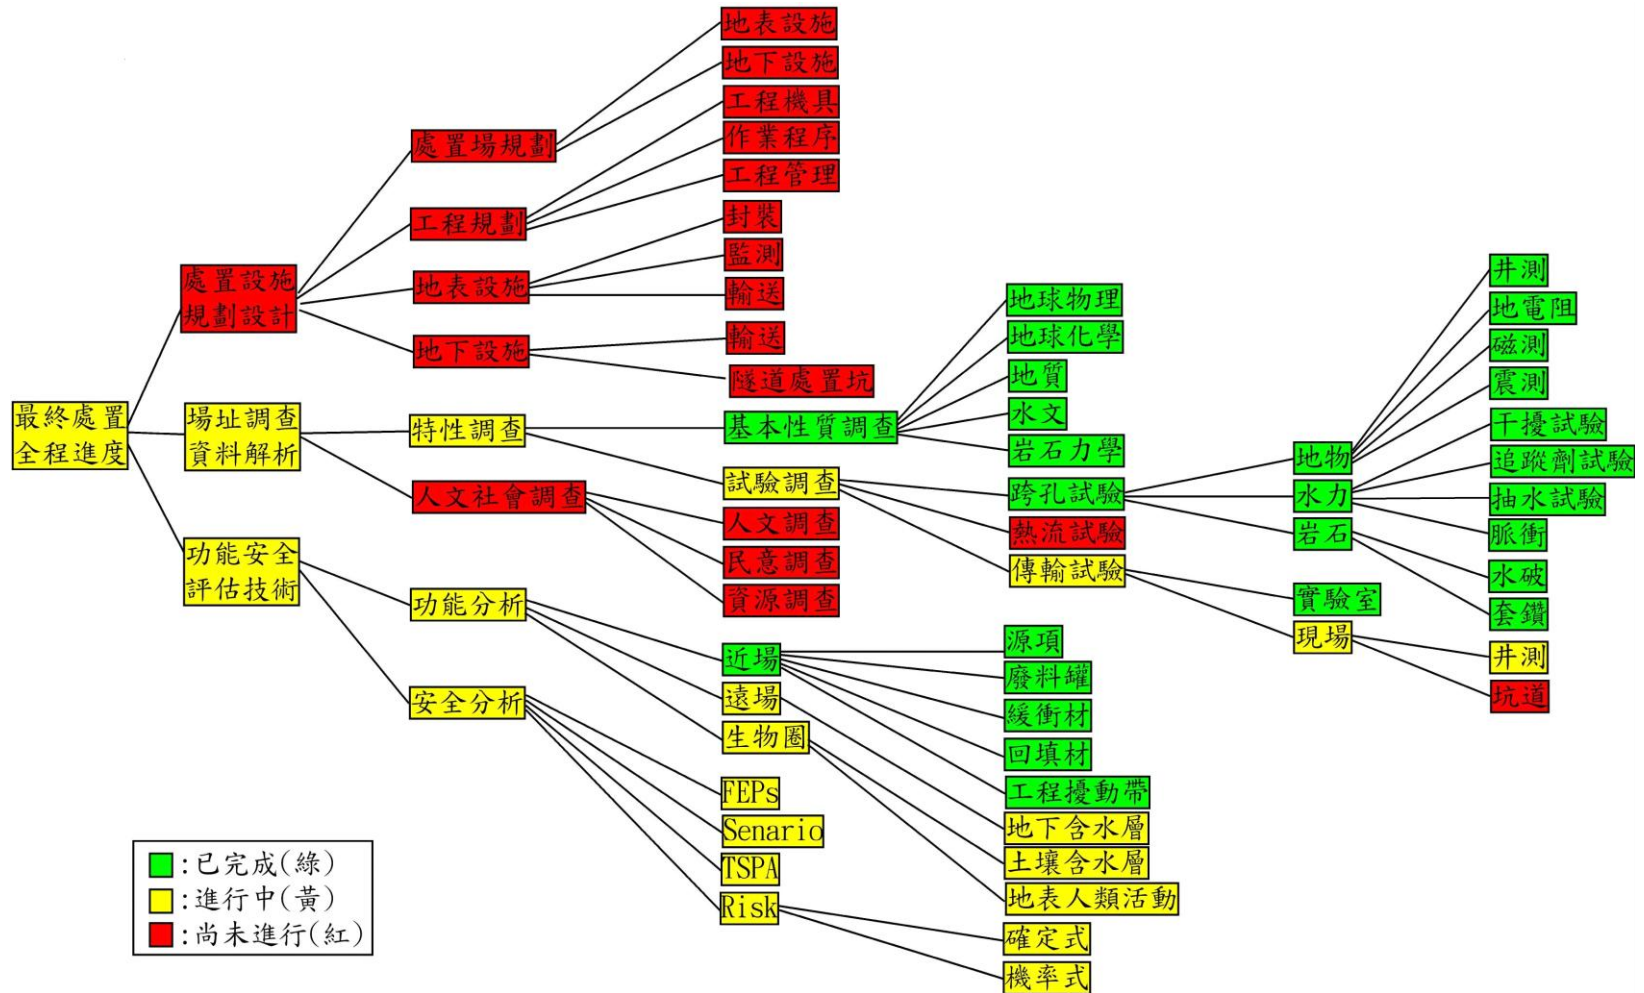 最終處置
全程進度
處置設施
規劃設計
場址調查
資料解析
功能安全
評估技術
處置場規劃
工程規劃
地表設施
地下設施
特性調查
人文社會調查
功能分析
安全分析
地表設施
地下設施
工程機具
作業程序
工程管理
封裝
監測
輸送
輸送
隧道處置坑
基本性質調查
試驗調查
人文調查
民意調查
資源調查
近場
遠場
生物圈
FEPs
Senario
TSPA
Risk
地球物理
地球化學
地質
水文
岩石力學
跨孔試驗
熱流試驗
傳輸試驗
源項
廢料罐
緩衝材
回填材
工程擾動帶
地下含水層
土壤含水層
地表人類活動
確定式
機率式
地物
水力
岩石
實驗室
現場
井測
地電阻
磁測
震測
干擾試驗
追蹤劑試驗
抽水試驗
脈衝
水破
套鑽
井測
坑道
:已完成(綠)
:進行中(黃)
:尚未進行(紅)